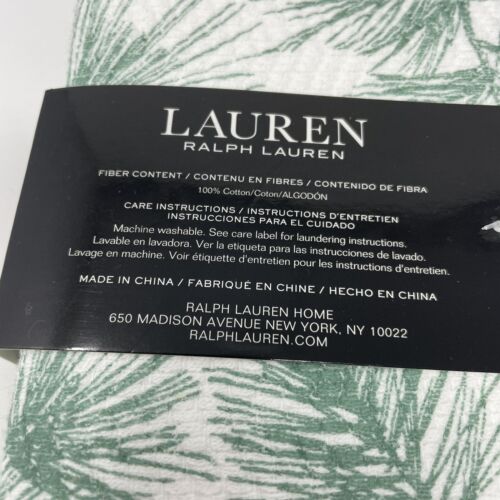 LAUREN
RALPH LAUREN
FIBER CONTENT / CONTENU EN FIBRES / CONTENIDO DE FIBRA
100% Cotton/Coton/ALGODÓN
CARE INSTRUCTIONS / INSTRUCTIONS D'ENTRETIEN
INSTRUCCIONES PARA EL CUIDADO
Machine washable. See care label for laundering instructions.
Lavable en lavadora. Ver la etiqueta para las instrucciones de lavado.
Lavage en machine. Voir étiquette d'entretien pour les instructions d'entretien.
MADE IN CHINA / FABRIQUÉ EN CHINE / HECHO EN CHINA
RALPH LAUREN HOME
650 MADISON AVENUE NEW YORK, NY 10022
RALPHLAUREN.COM